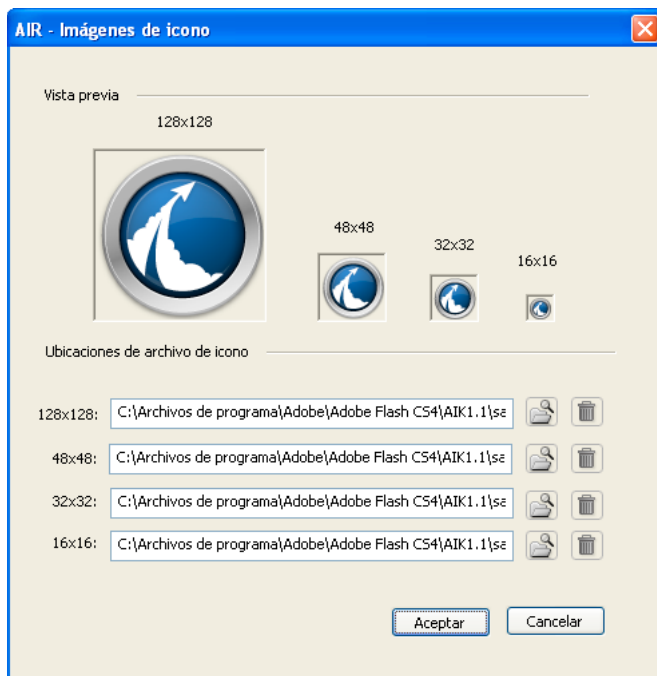 AIR - Imágenes de icono
Vista previa
128x128
48x48
32x32
16x16
Ubicaciones de archivo de icono
128x128: C:\Archivos de programa\Adobe\Adobe Flash CS4\AIK1.1\sa
48x48: C:\Archivos de programa\Adobe\Adobe Flash CS4\AIK1.1\sa
32x32: C:\Archivos de programa\Adobe\Adobe Flash CS4\AIK1.1\sa
16x16: C:\Archivos de programa\Adobe\Adobe Flash CS4\AIK1.1\sa
Aceptar Cancelar